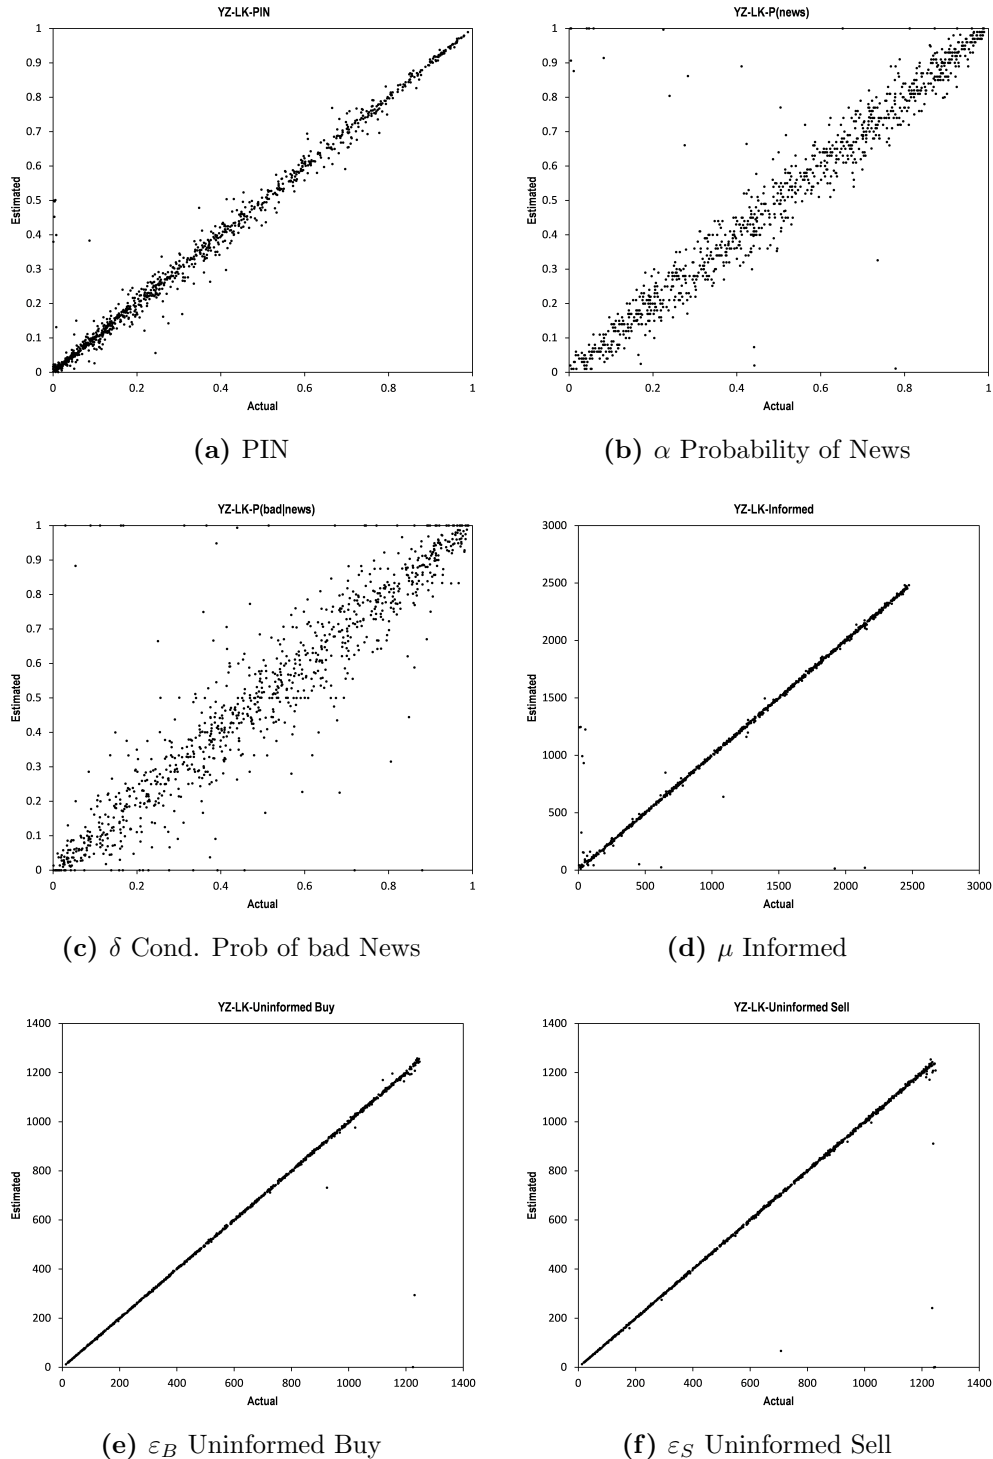 YZ-LK-PIN
Estimated
1
0.9
0.8
0.7
0.6
0.5
0.4
0.3
0.2
0.1
0
0 0.2 0.4 0.6 0.8 1
Actual
(a) PIN
YZ-LK-P(news)
Estimated
1
0.9
0.8
0.7
0.6
0.5
0.4
0.3
0.2
0.1
0
0 0.2 0.4 0.6 0.8 1
Actual
(b) α Probability of News
YZ-LK-P(bad|news)
Estimated
1
0.9
0.8
0.7
0.6
0.5
0.4
0.3
0.2
0.1
0
0 0.2 0.4 0.6 0.8 1
Actual
(c) δ Cond. Prob of bad News
YZ-LK-Informed
Estimated
3000
2500
2000
1500
1000
500
0
0 500 1000 1500 2000 2500 3000
Actual
(d) μ Informed
YZ-LK-Uninformed Buy
Estimated
1400
1200
1000
800
600
400
200
0
0 200 400 600 800 1000 1200 1400
Actual
(e) ε_B Uninformed Buy
YZ-LK-Uninformed Sell
Estimated
1400
1200
1000
800
600
400
200
0
0 200 400 600 800 1000 1200 1400
Actual
(f) ε_S Uninformed Sell